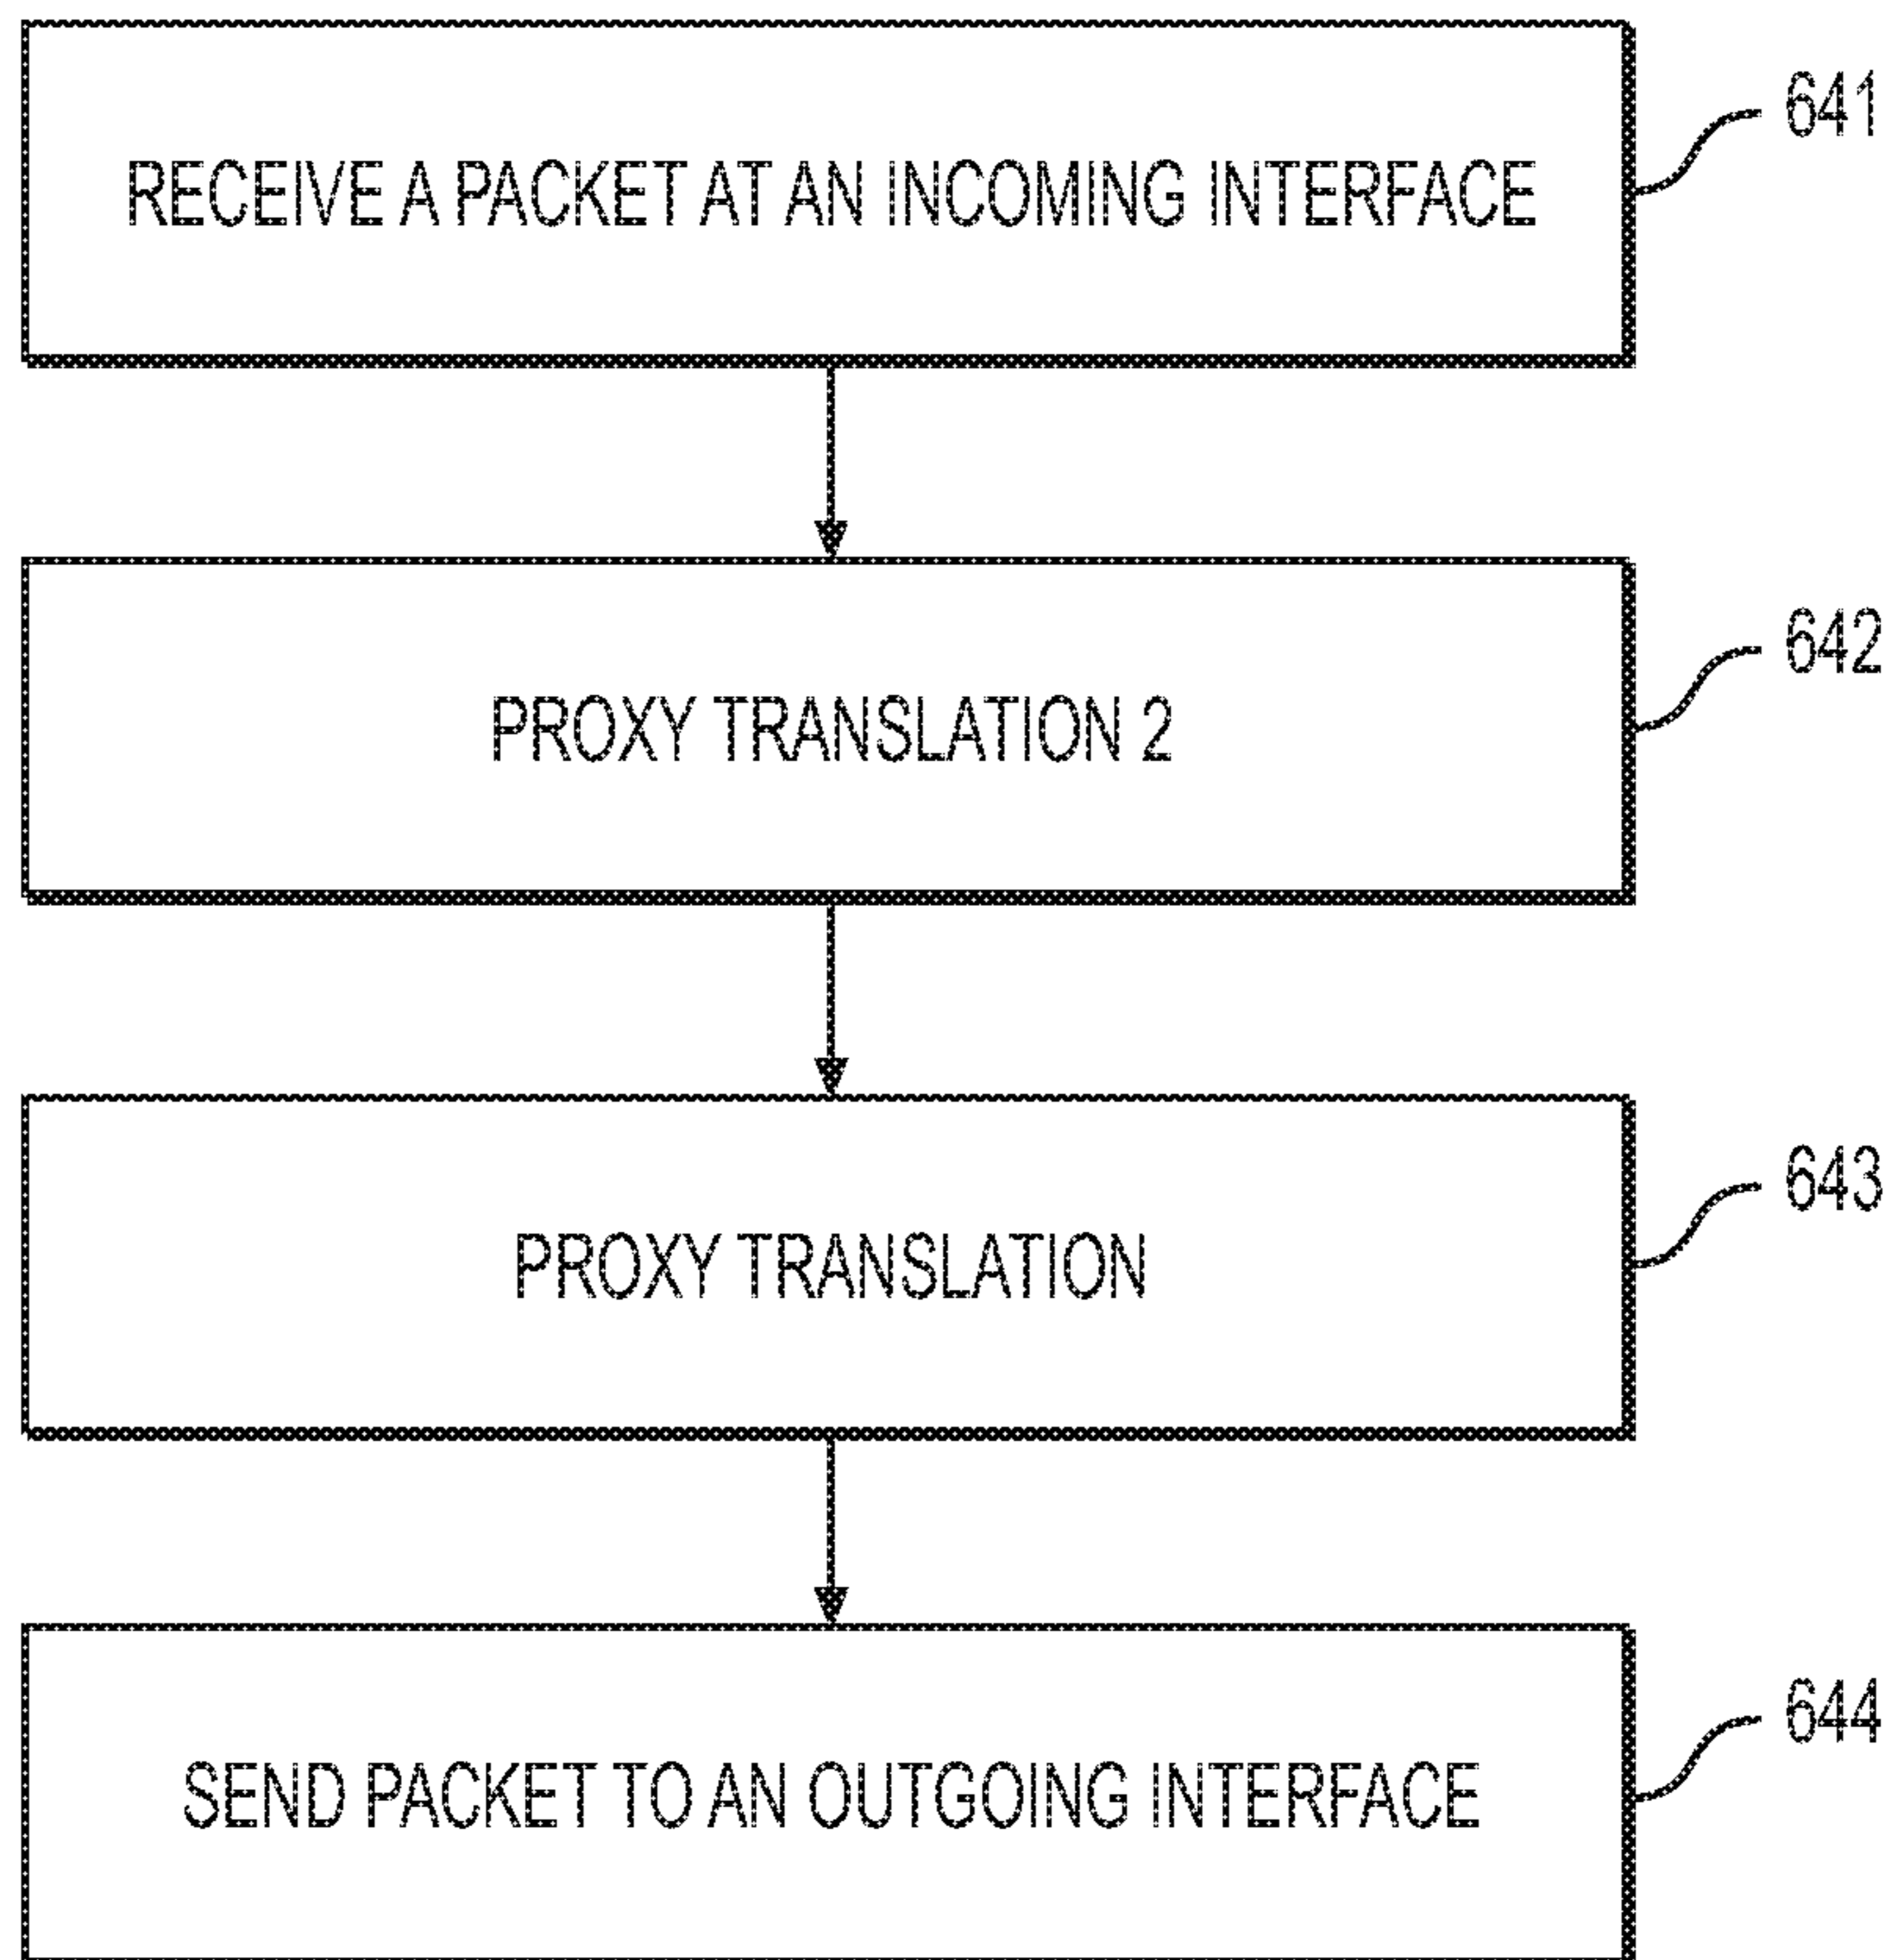 RECEIVE A PACKET AT AN INCOMING INTERFACE
641
PROXY TRANSLATION 2
642
PROXY TRANSLATION
643
SEND PACKET TO AN OUTGOING INTERFACE
644